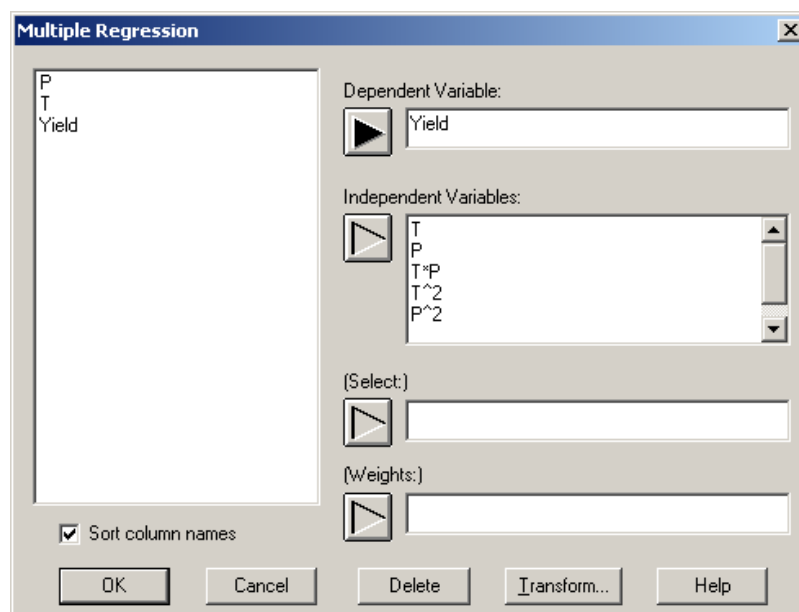 Multiple Regression
P
T
Yield
Dependent Variable:
Yield
Independent Variables:
T
P
T*P
T^2
P^2
(Select:)
(Weights:)
Sort column names
OK
Cancel
Delete
Transform...
Help